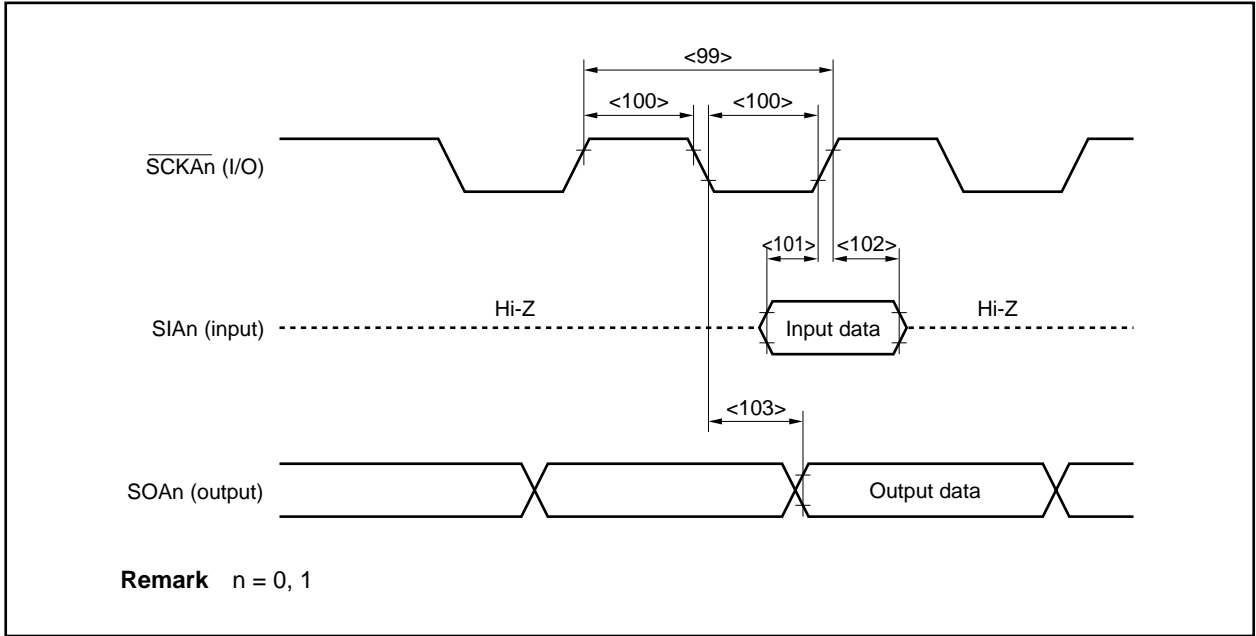 <99>
<100> <100>
SCKAn (I/O)
<101> <102>
Hi-Z Hi-Z
SIAn (input) Input data
<103>
SOAn (output) Output data
Remark n = 0, 1